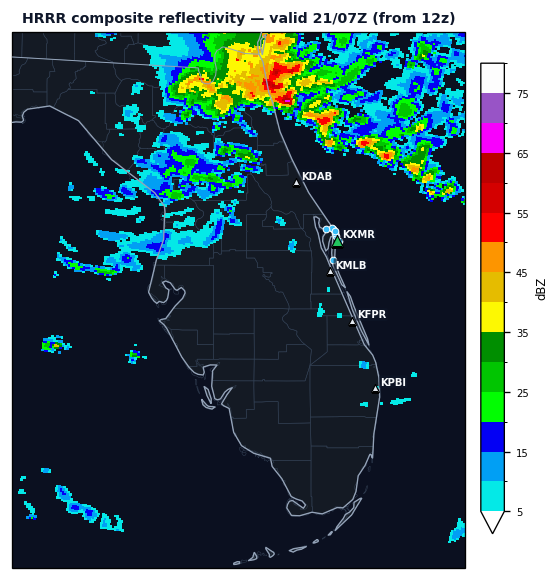 HRRR composite reflectivity — valid 21/07Z (from 12z)
KDAB
KXMR
KMLB
KFPR
KPBI
75
65
55
45
35
25
15
5
dBZ